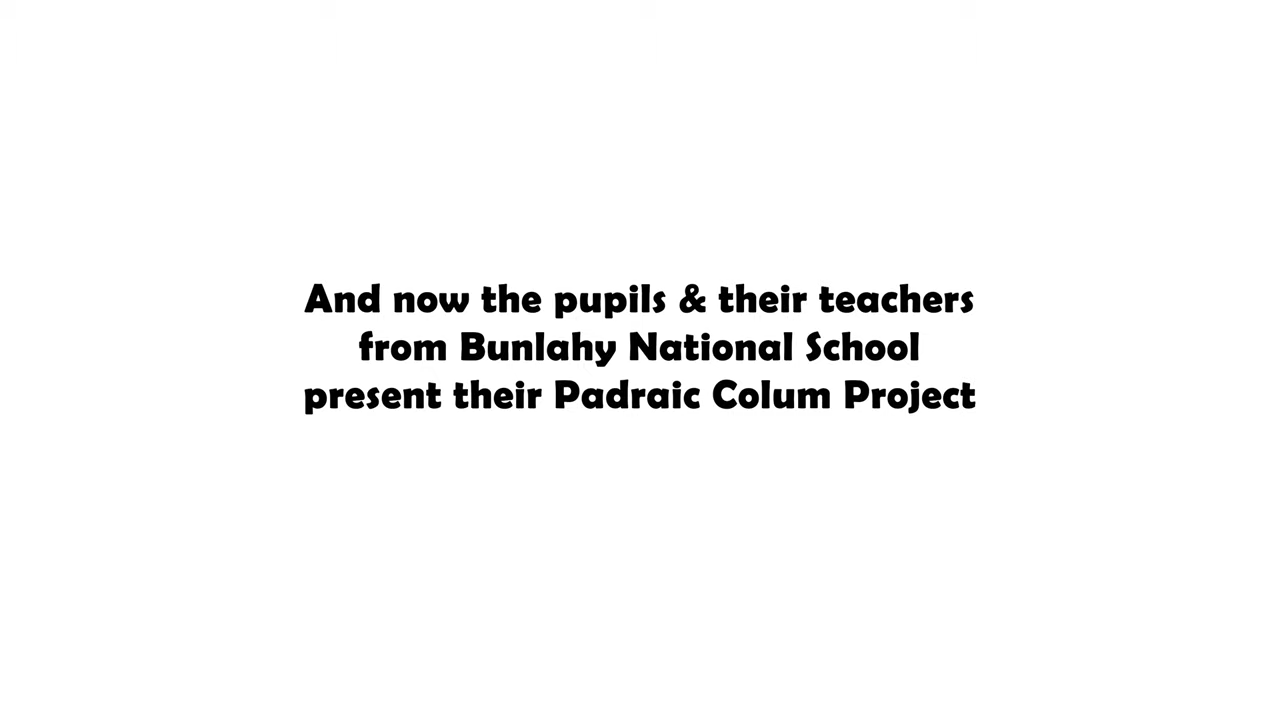 And now the pupils & their teachers
from Bunlahy National School
present their Padraic Colum Project